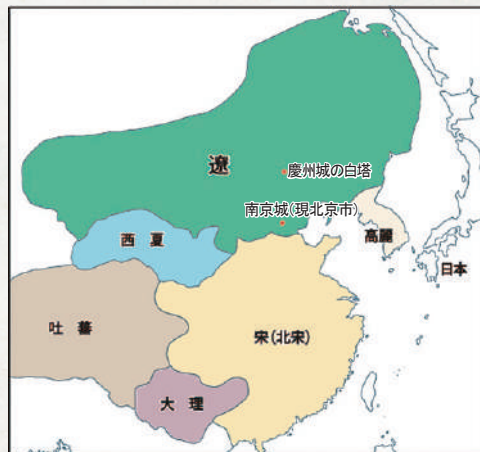 遼
慶州城の白塔
南京城(現北京市)
西 夏
高麗
日本
吐 蕃
宋(北宋)
大 理